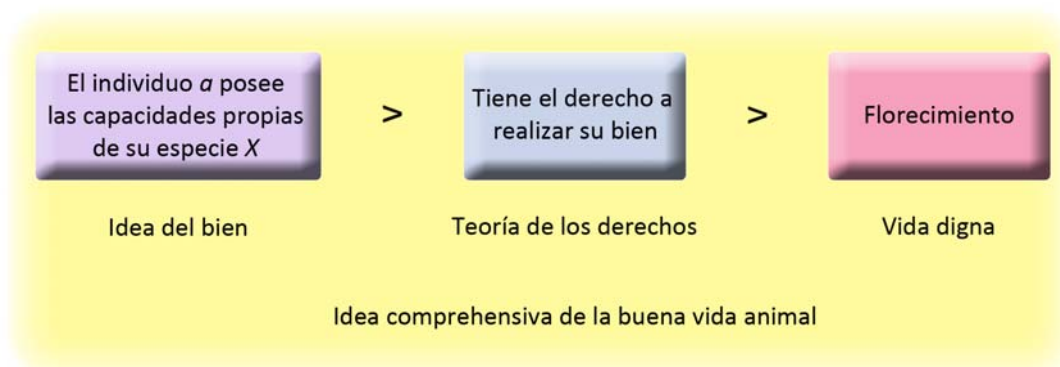 El individuo a posee
las capacidades propias
de su especie X
>
Tiene el derecho a
realizar su bien
>
Florecimiento
Idea del bien
Teoría de los derechos
Vida digna
Idea comprehensiva de la buena vida animal